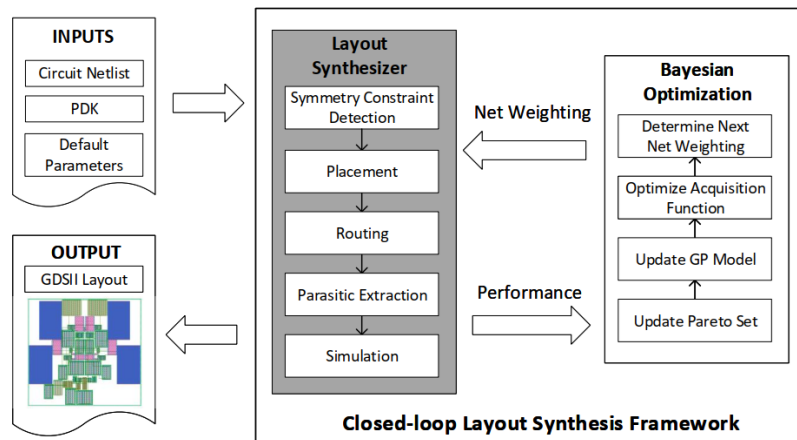 INPUTS
Circuit Netlist
PDK
Default
Parameters
OUTPUT
GDSII Layout
Layout
Synthesizer
Symmetry Constraint
Detection
Placement
Routing
Parasitic Extraction
Simulation
Net Weighting
Performance
Bayesian
Optimization
Determine Next
Net Weighting
Optimize Acquisition
Function
Update GP Model
Update Pareto Set
Closed-loop Layout Synthesis Framework